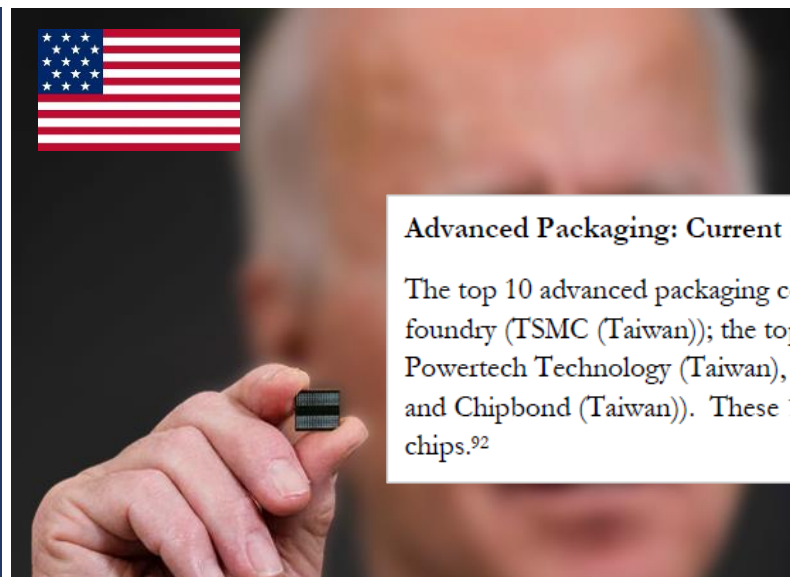 Advanced Packaging: Current
The top 10 advanced packaging
foundry (TSMC (Taiwan)); the
Powertech Technology (Taiwan),
and Chipbond (Taiwan)). These
chips.92